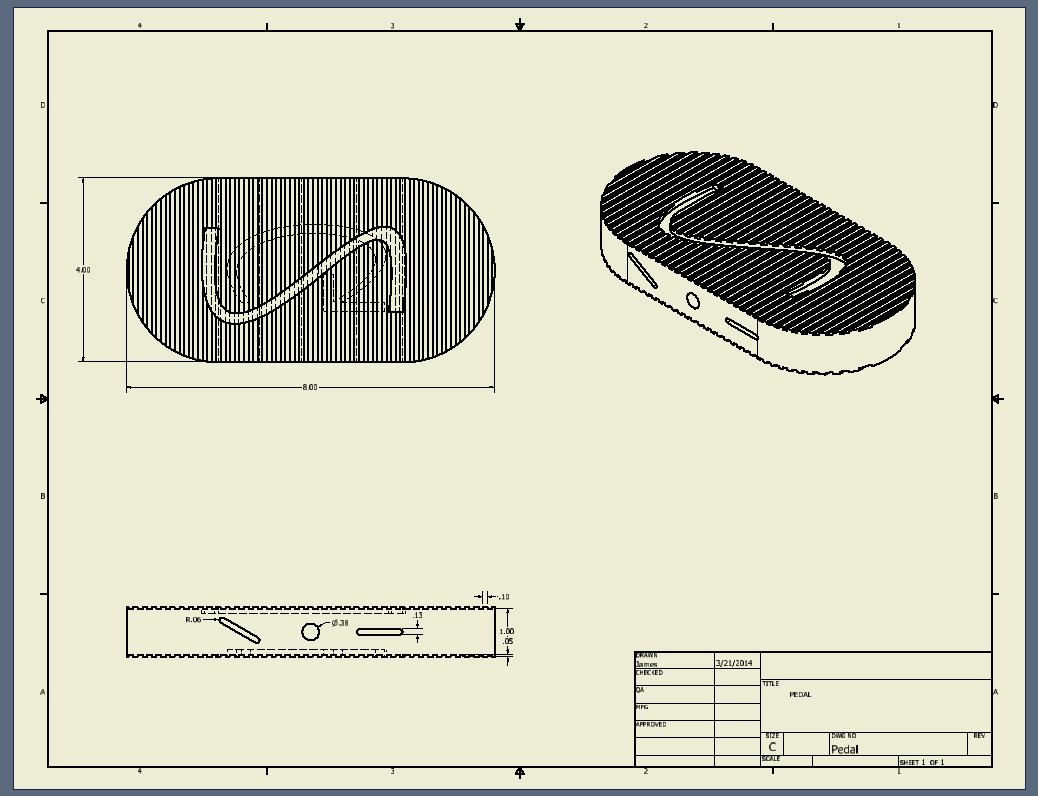 4 3 2 1
D D
4.00
C C
8.00
B B
.10
R.06 Ø.38 .13
1.00
.05
DRAWN
James 3/21/2014
CHECKED
TITLE
QA
PEDAL
MFG
APPROVED
SIZE DWG NO REV
C Pedal
SCALE SHEET 1 OF 1
A A
4 3 2 1